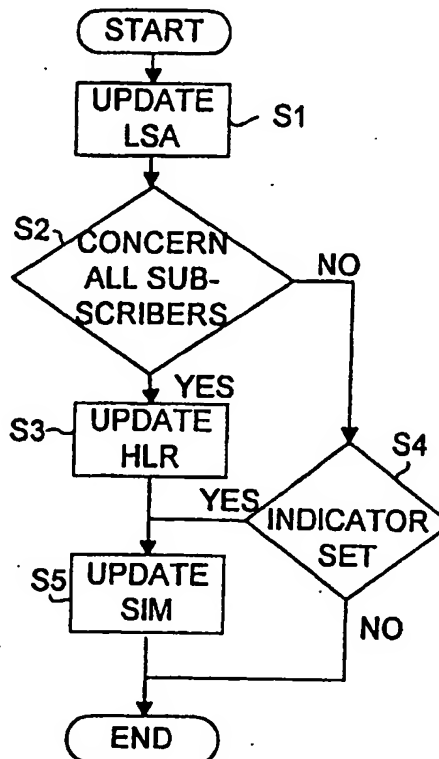 START
UPDATE
LSA
S1
S2
CONCERN
ALL SUB-
SCRIBERS
NO
YES
S3
UPDATE
HLR
S4
YES
INDICATOR
SET
S5
UPDATE
SIM
NO
END